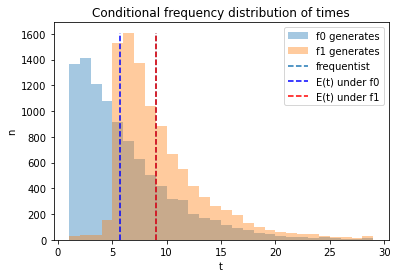 Conditional frequency distribution of times
1600
1400
1200
1000
800
600
400
200
0
n
f0 generates
f1 generates
frequentist
E(t) under f0
E(t) under f1
0 5 10 15 20 25 30
t